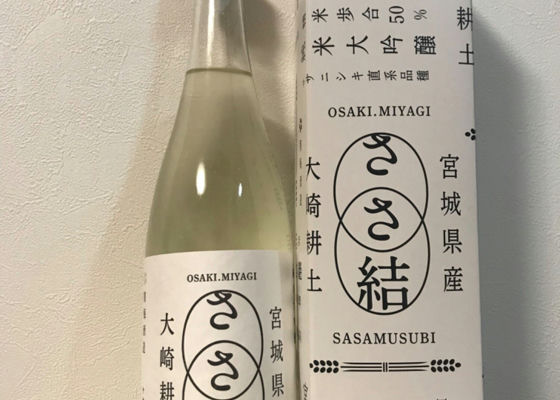 米歩合50%
米大吟醸
サニシキ直系品種
耕土
OSAKI.MIYAGI
ささ結
大崎耕土
宮城県産
SASAMUSUBI
OSAKI.MIYAGI
ささ
大崎耕
宮城県